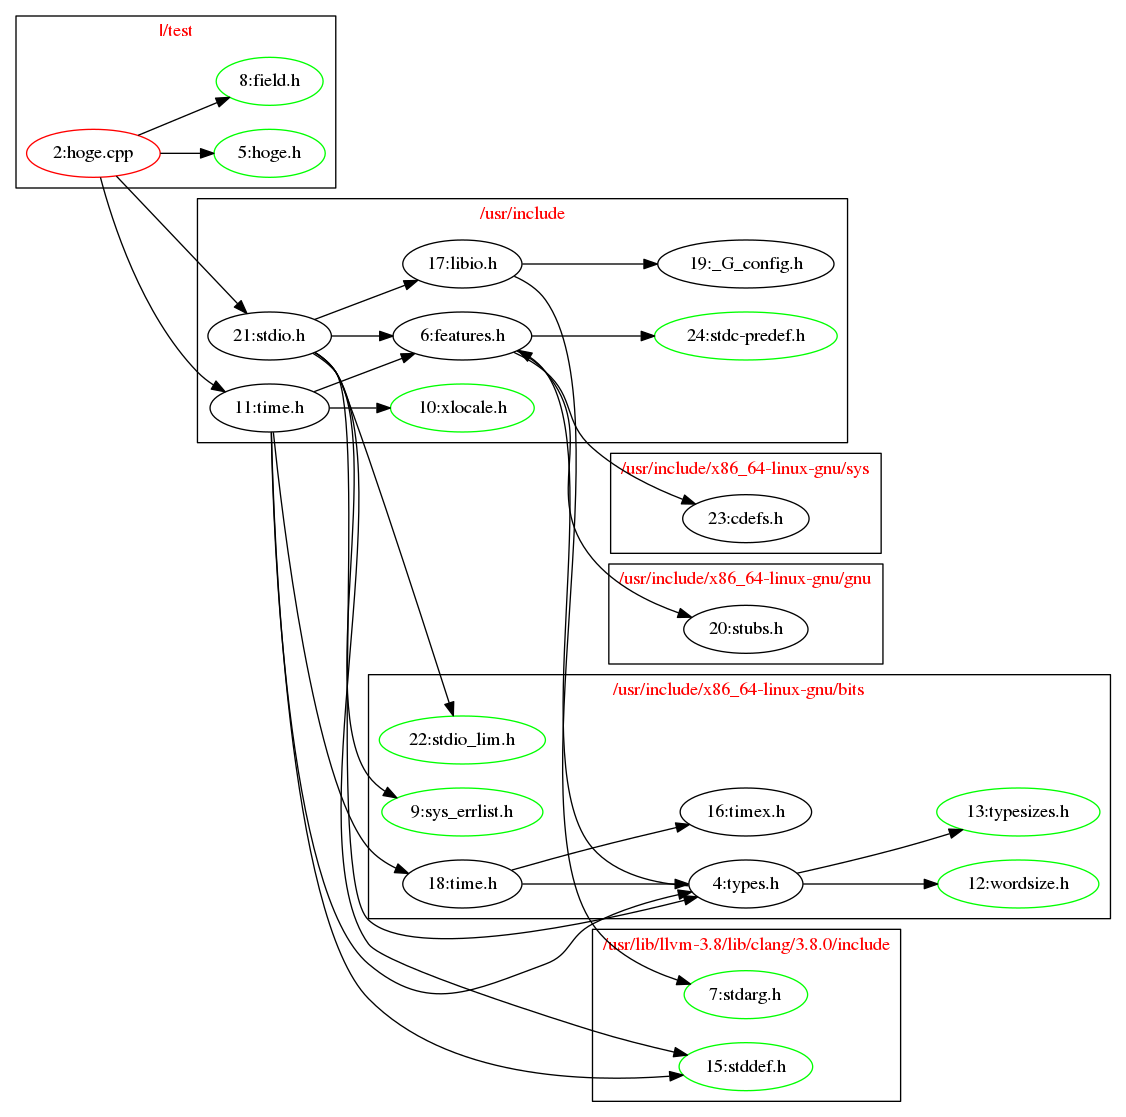 l/test
8:field.h
2:hoge.cpp
5:hoge.h
/usr/include
17:libio.h
19:_G_config.h
21:stdio.h
6:features.h
24:stdc-predef.h
11:time.h
10:xlocale.h
/usr/include/x86_64-linux-gnu/sys
23:cdefs.h
/usr/include/x86_64-linux-gnu/gnu
20:stubs.h
/usr/include/x86_64-linux-gnu/bits
22:stdio_lim.h
9:sys_errlist.h
16:timex.h
13:typesizes.h
18:time.h
4:types.h
12:wordsize.h
/usr/lib/llvm-3.8/lib/clang/3.8.0/include
7:stdarg.h
15:stddef.h